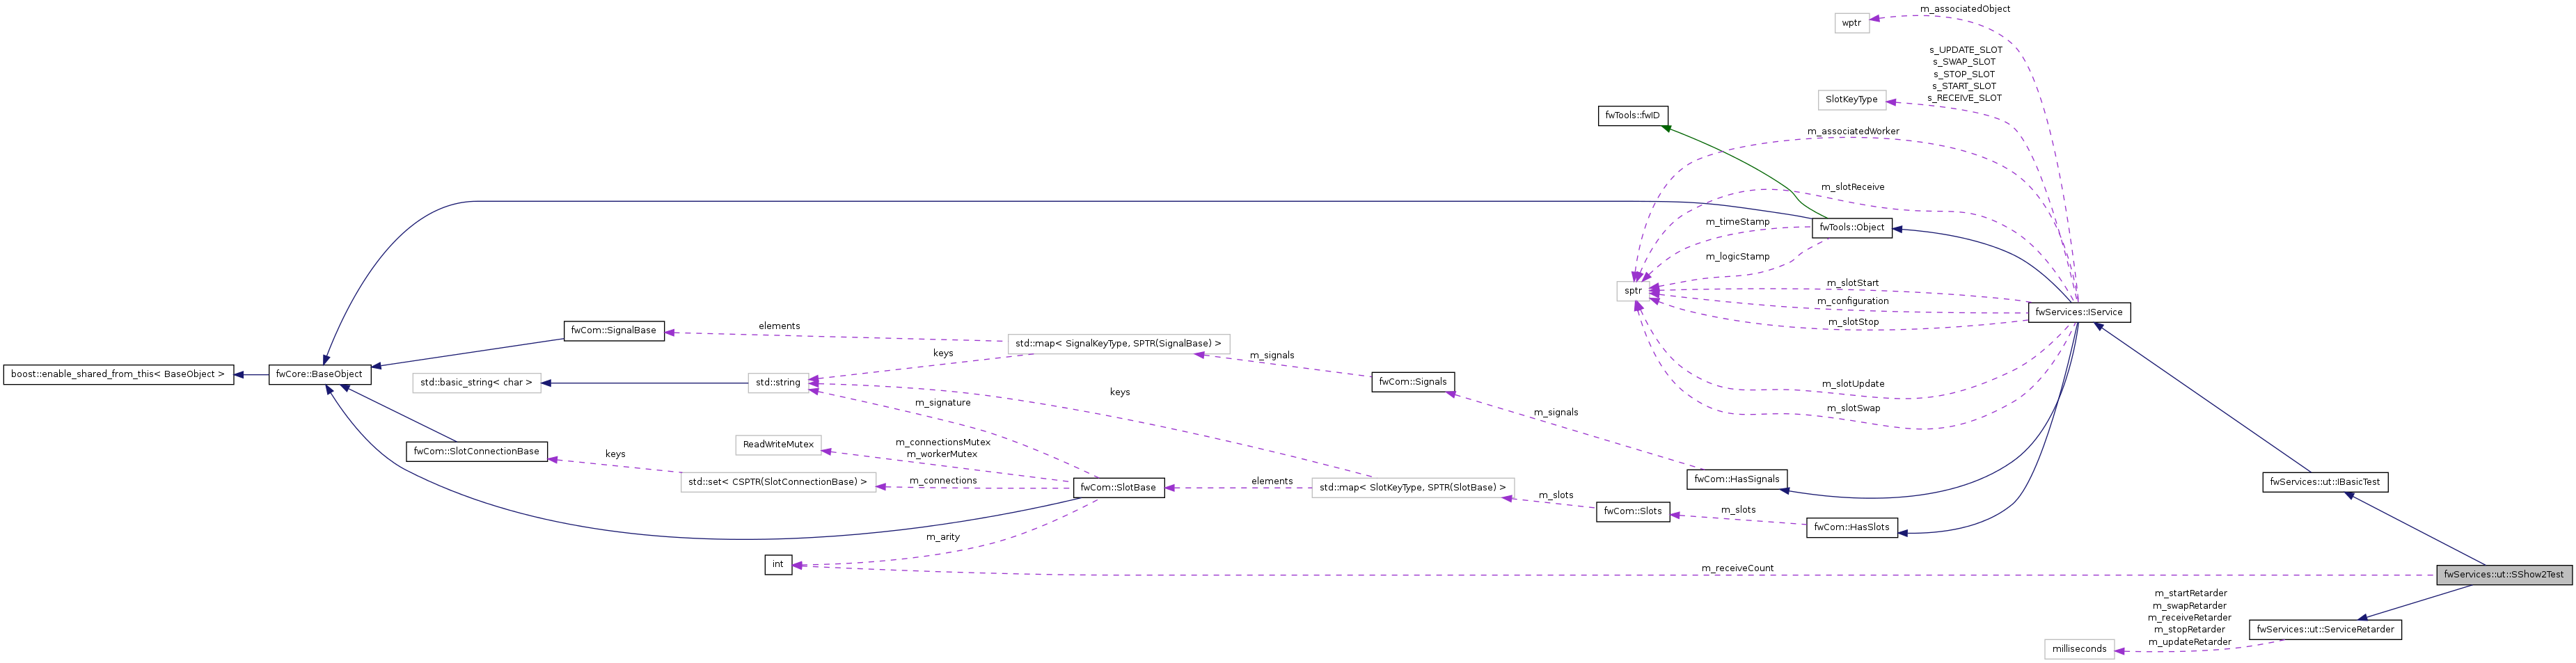 m_associatedObject
wptr
s_UPDATE_SLOT
s_SWAP_SLOT
s_STOP_SLOT
s_START_SLOT
s_RECEIVE_SLOT
SlotKeyType
fwTools::fwID
m_associatedWorker
m_slotReceive
m_timeStamp
fwTools::Object
m_logicStamp
m_slotStart
sptr
m_configuration
fwServices::IService
m_slotStop
elements
fwCom::SignalBase
std::map< SignalKeyType, SPTR(SignalBase) >
keys
m_signals
boost::enable_shared_from_this< BaseObject >
fwCore::BaseObject
std::basic_string< char >
std::string
fwCom::Signals
m_slotUpdate
keys
m_signature
m_signals
m_slotSwap
ReadWriteMutex
m_connectionsMutex
m_workerMutex
fwCom::SlotConnectionBase
keys
std::set< CSPTR(SlotConnectionBase) >
m_connections
fwCom::SlotBase
elements
std::map< SlotKeyType, SPTR(SlotBase) >
m_slots
fwCom::HasSignals
fwServices::ut::IBasicTest
fwCom::Slots
m_slots
fwCom::HasSlots
m_arity
int
m_receiveCount
fwServices::ut::SShow2Test
m_startRetarder
m_swapRetarder
m_receiveRetarder
m_stopRetarder
m_updateRetarder
fwServices::ut::ServiceRetarder
milliseconds